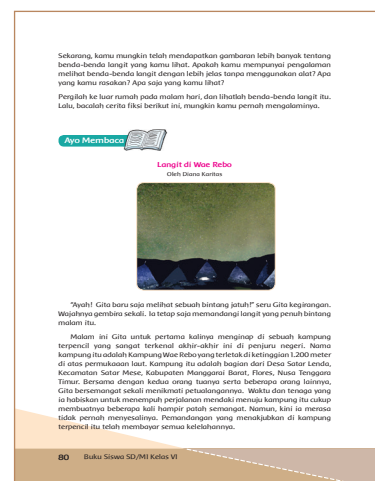 Sekarang, kamu mungkin telah mendapatkan gambaran lebih banyak tentang
benda-benda langit yang kamu lihat. Apakah kamu mempunyai pengalaman
melihat benda-benda langit dengan lebih jelas tanpa menggunakan alat? Apa
yang kamu rasakan? Apa saja yang kamu lihat?
Pergilah ke luar rumah pada malam hari, dan lihatlah benda-benda langit itu.
Lalu, bacalah cerita fiksi berikut ini, mungkin kamu pernah mengalaminya.
Ayo Membaca
Langit di Wae Rebo
Oleh Diana Karitas
"Ayah! Gita baru saja melihat sebuah bintang jatuh!" seru Gita kegirangan.
Wajahnya gembira sekali. Ia tetap saja memandangi langit yang penuh bintang
malam itu.
Malam ini Gita untuk pertama kalinya menginap di sebuah kampung
terpencil yang sangat terkenal akhir-akhir ini di penjuru negeri. Nama
kampung itu adalah Kampung Wae Rebo yang terletak di ketinggian 1.200 meter
di atas permukaan laut. Kampung itu adalah bagian dari Desa Satar Lenda,
Kecamatan Satar Mese, Kabupaten Manggarai Barat, Flores, Nusa Tenggara
Timur. Bersama dengan kedua orang tuanya serta beberapa orang lainnya,
Gita bersemangat sekali menikmati petualangannya. Waktu dan tenaga yang
ia habiskan untuk menempuh perjalanan mendaki menuju kampung itu cukup
membuatnya beberapa kali hampir patah semangat. Namun, kini ia merasa
tidak pernah menyesalinya. Pemandangan yang menakjubkan di kampung
terpencil itu telah membayar semua kelelahannya.
80 Buku Siswa SD/MI Kelas VI